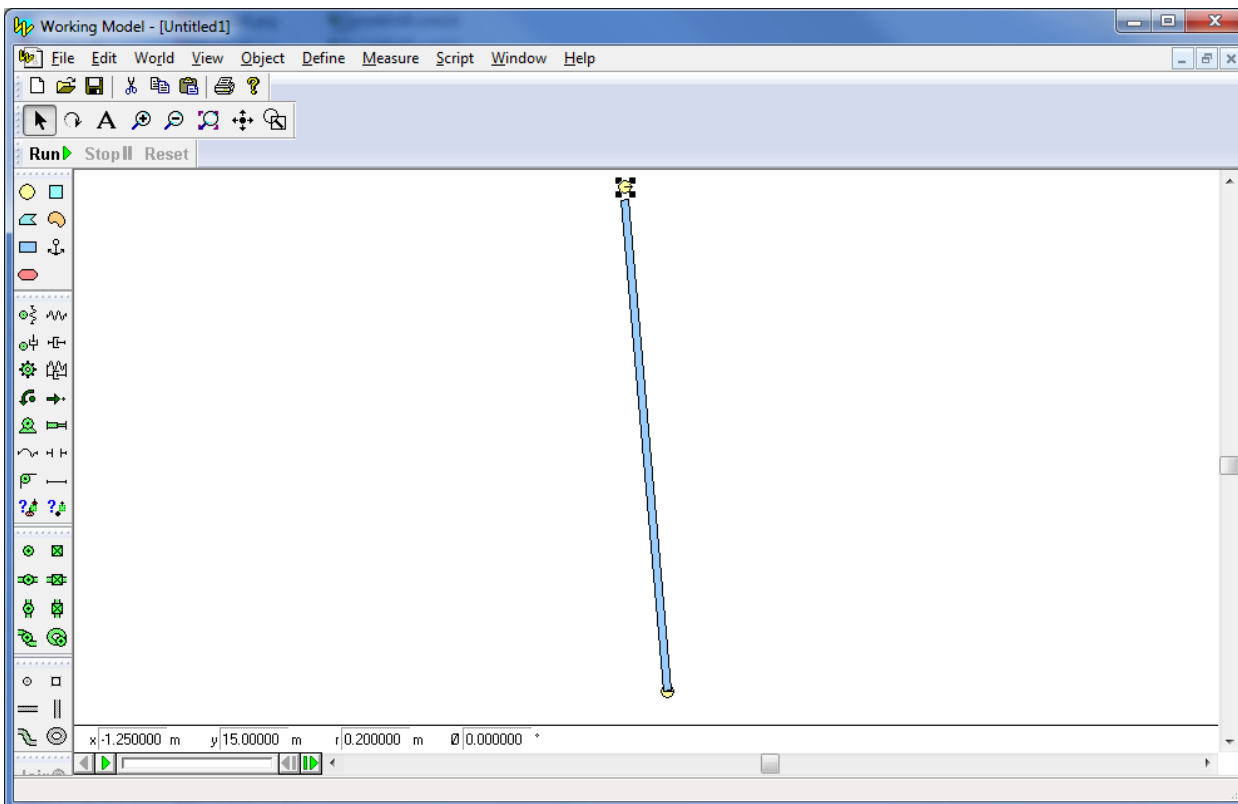 Working Model - [Untitled1]
File Edit World View Object Define Measure Script Window Help
A
Run Stop Reset
x -1.250000 m y 15.00000 m r 0.200000 m Ø 0.000000 °